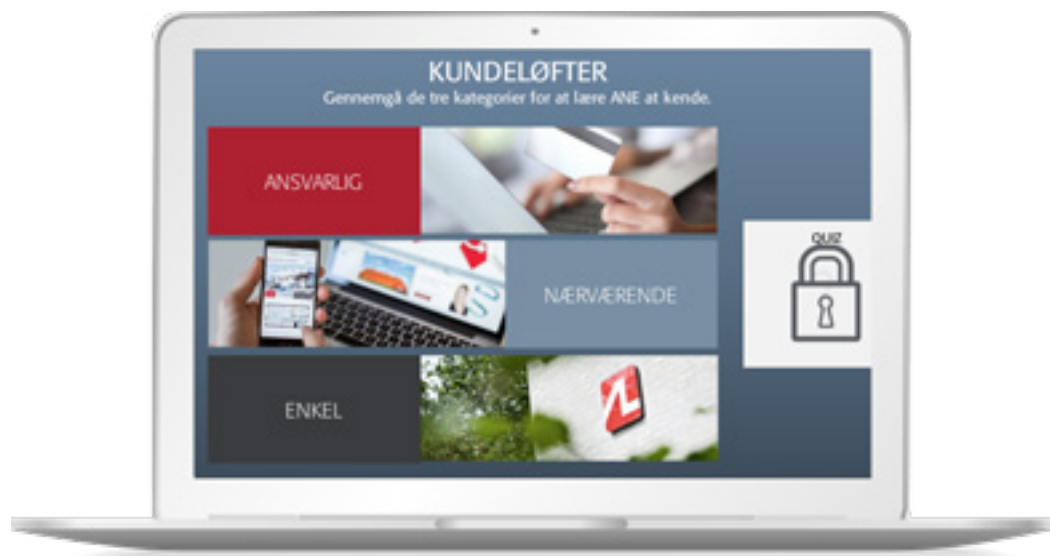 KUNDELØFTER
Gennemgå de tre kategorier for at lære ANE at kende.
ANSVARLIG
QUIZ
NÆRVÆRENDE
ENKEL